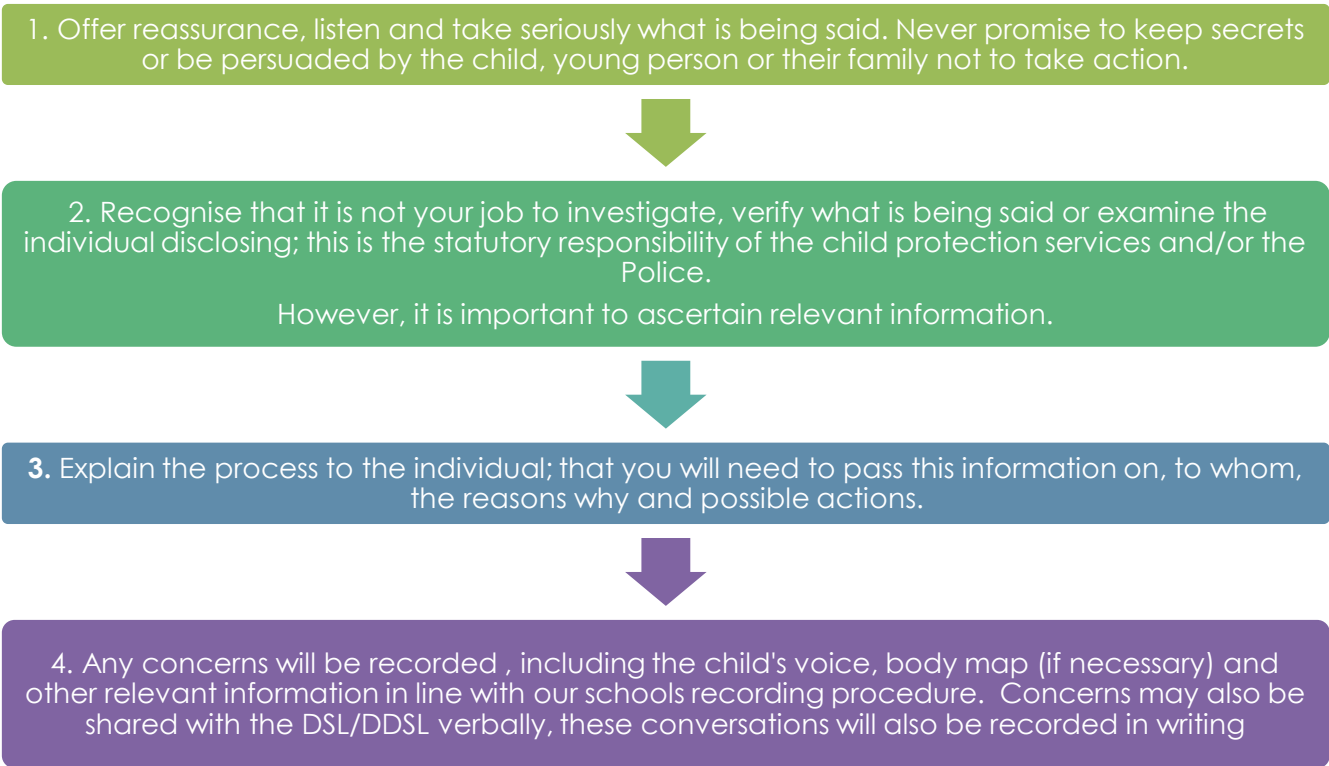 1. Offer reassurance, listen and take seriously what is being said. Never promise to keep secrets
or be persuaded by the child, young person or their family not to take action.
2. Recognise that it is not your job to investigate, verify what is being said or examine the
individual disclosing; this is the statutory responsibility of the child protection services and/or the
Police.
However, it is important to ascertain relevant information.
3. Explain the process to the individual; that you will need to pass this information on, to whom,
the reasons why and possible actions.
4. Any concerns will be recorded , including the child's voice, body map (if necessary) and
other relevant information in line with our schools recording procedure.  Concerns may also be
shared with the DSL/DDSL verbally, these conversations will also be recorded in writing